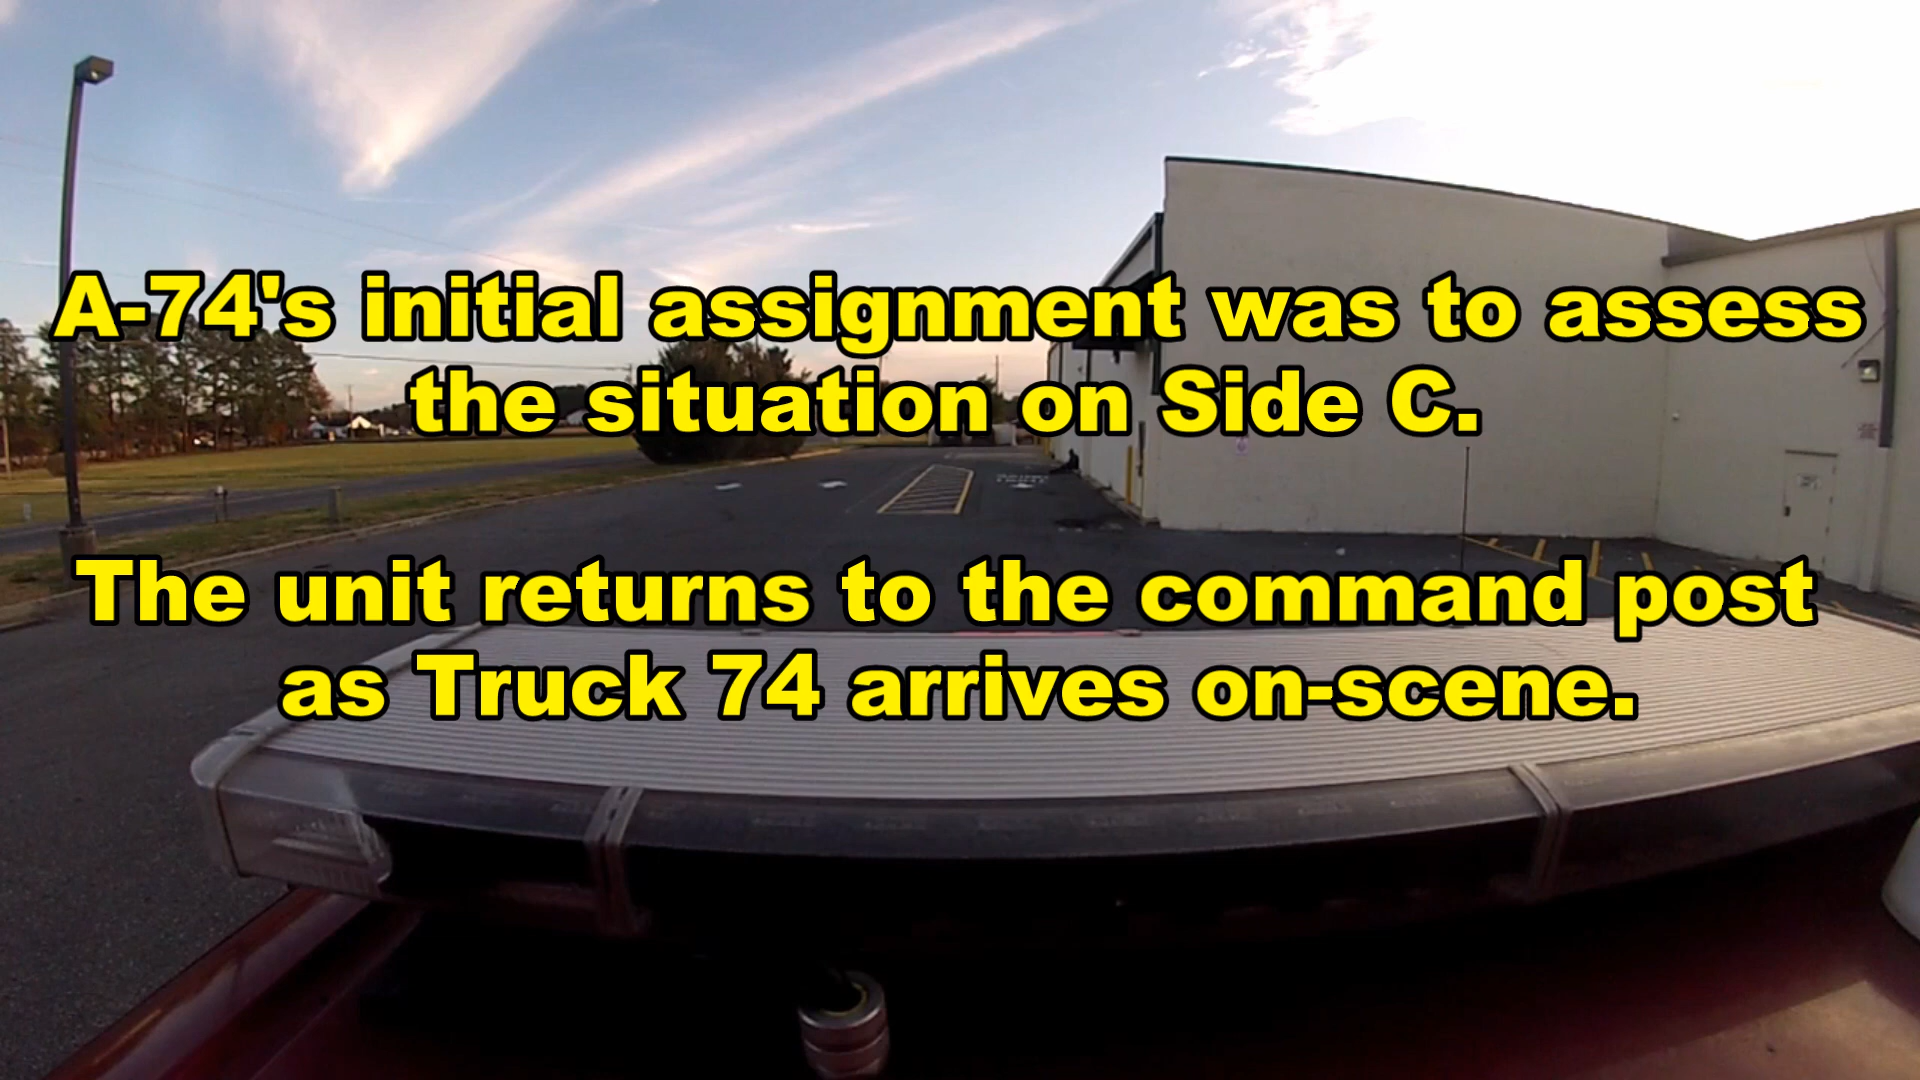 A-74's initial assignment was to assess
the situation on Side C.
The unit returns to the command post
as Truck 74 arrives on-scene.